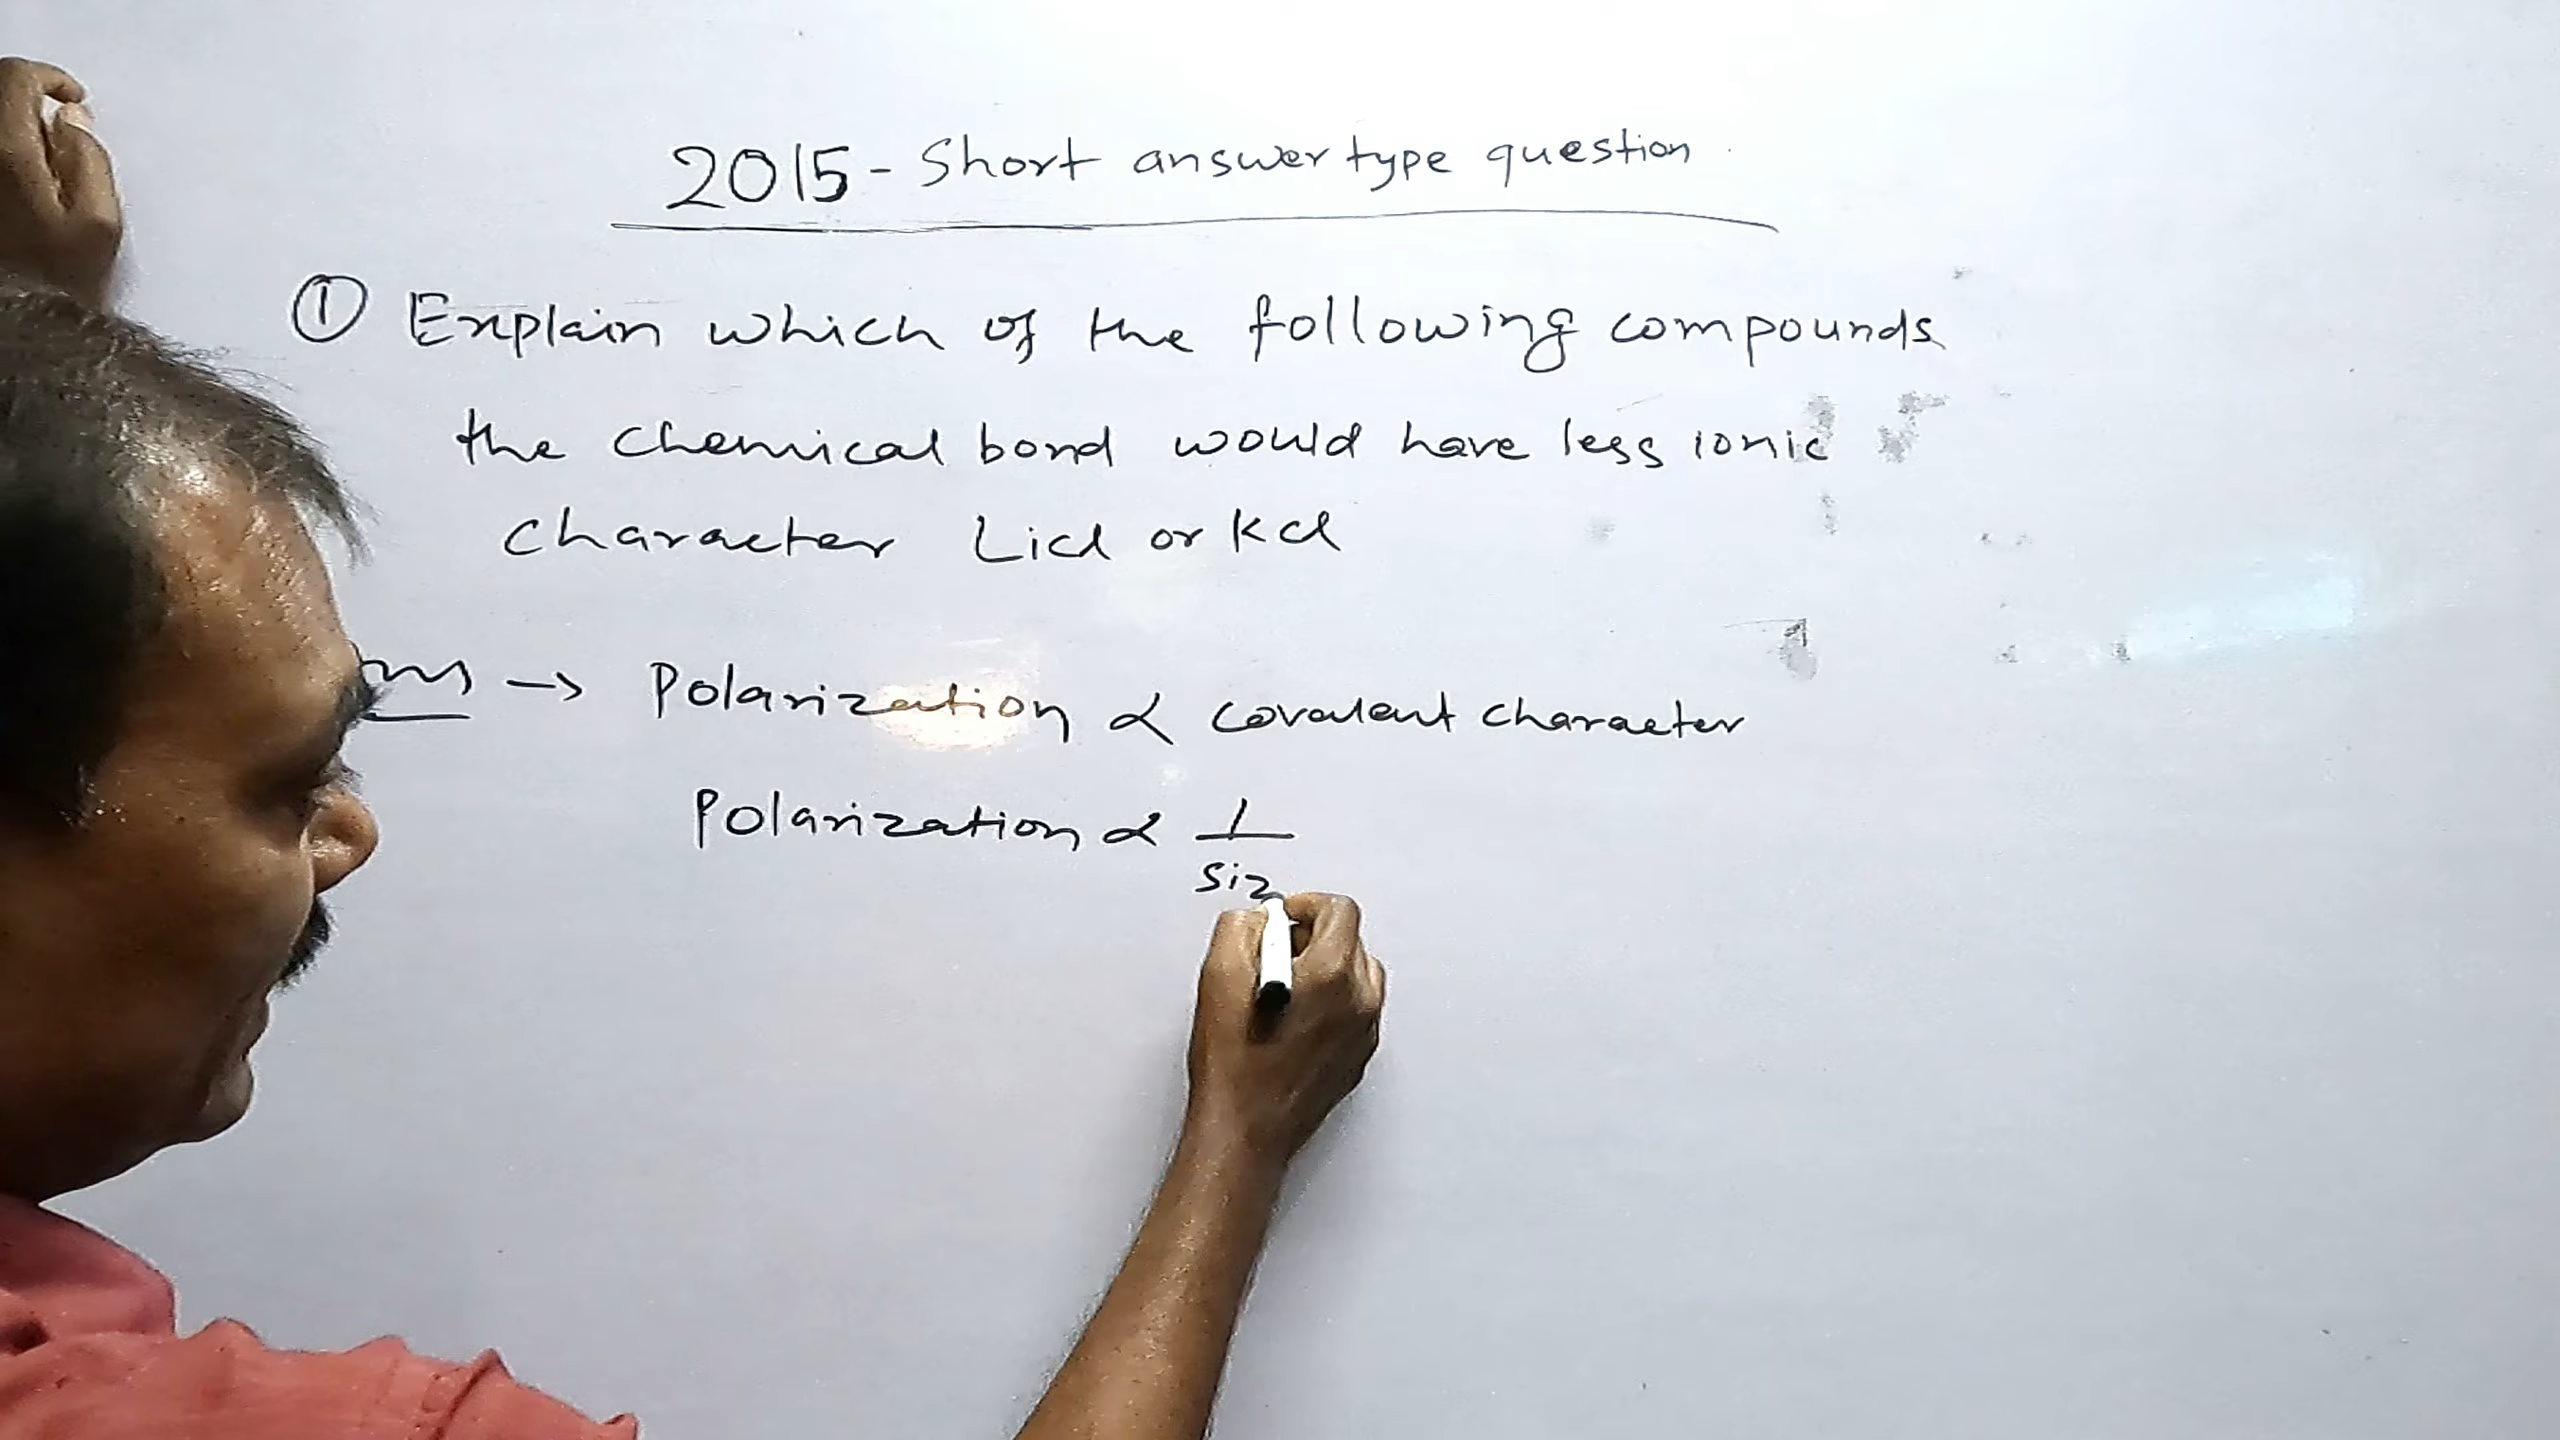 2015 - Short answer type question
① Explain which of the following compounds
the chemical bond would have less ionic
character LiCl or KCl
Ans → Polarization ∝ covalent character
Polarization ∝ 1
siz